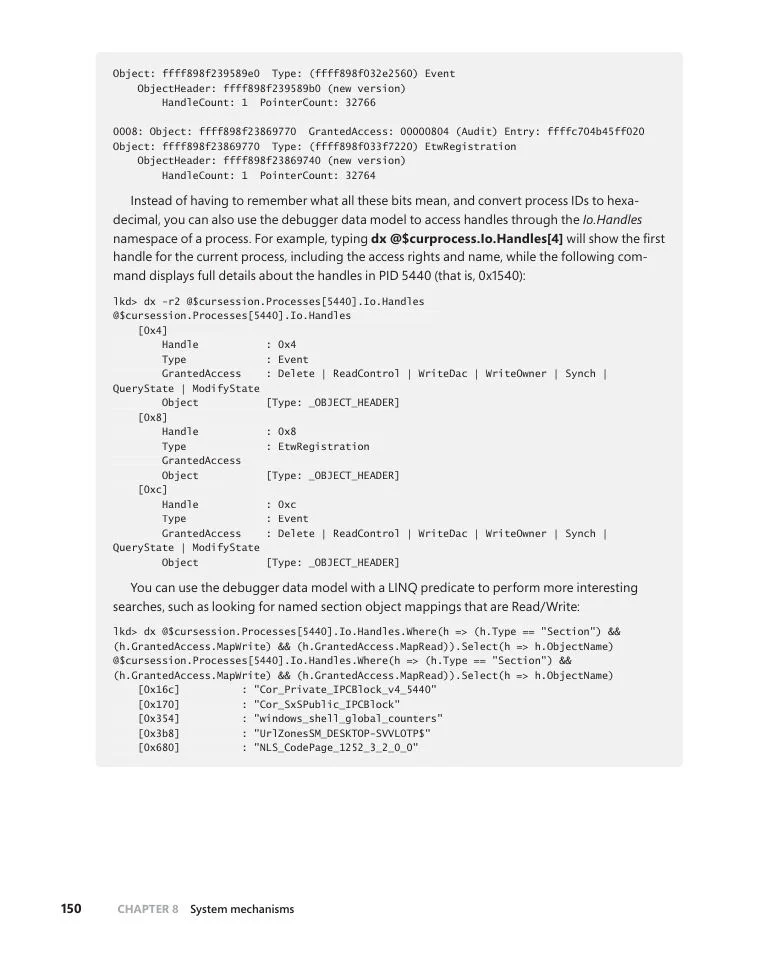 Object: ffff898f239589e0  Type: (ffff898f032e2560) Event
    ObjectHeader: ffff898f239589b0 (new version)
        HandleCount: 1  PointerCount: 32766

0008: Object: ffff898f23869770  GrantedAccess: 00000804 (Audit) Entry: ffffc704b45ff020
Object: ffff898f23869770  Type: (ffff898f033f7220) EtwRegistration
    ObjectHeader: ffff898f23869740 (new version)
        HandleCount: 1  PointerCount: 32764
Instead of having to remember what all these bits mean, and convert process IDs to hexa-
decimal, you can also use the debugger data model to access handles through the Io.Handles
namespace of a process. For example, typing dx @$curprocess.Io.Handles[4] will show the first
handle for the current process, including the access rights and name, while the following com-
mand displays full details about the handles in PID 5440 (that is, 0x1540):
lkd> dx -r2 @$cursession.Processes[5440].Io.Handles
@$cursession.Processes[5440].Io.Handles
    [0x4]
        Handle           : 0x4
        Type             : Event
        GrantedAccess    : Delete | ReadControl | WriteDac | WriteOwner | Synch |
QueryState | ModifyState
        Object           [Type: _OBJECT_HEADER]
    [0x8]
        Handle           : 0x8
        Type             : EtwRegistration
        GrantedAccess
        Object           [Type: _OBJECT_HEADER]
    [0xc]
        Handle           : 0xc
        Type             : Event
        GrantedAccess    : Delete | ReadControl | WriteDac | WriteOwner | Synch |
QueryState | ModifyState
        Object           [Type: _OBJECT_HEADER]
You can use the debugger data model with a LINQ predicate to perform more interesting
searches, such as looking for named section object mappings that are Read/Write:
lkd> dx @$cursession.Processes[5440].Io.Handles.Where(h => (h.Type == "Section") &&
(h.GrantedAccess.MapWrite) && (h.GrantedAccess.MapRead)).Select(h => h.ObjectName)
@$cursession.Processes[5440].Io.Handles.Where(h => (h.Type == "Section") &&
(h.GrantedAccess.MapWrite) && (h.GrantedAccess.MapRead)).Select(h => h.ObjectName)
    [0x16c]          : "Cor_Private_IPCBlock_v4_5440"
    [0x170]          : "Cor_SxSPublic_IPCBlock"
    [0x354]          : "windows_shell_global_counters"
    [0x3b8]          : "UrlZonesSM_DESKTOP-SVVLOTP$"
    [0x680]          : "NLS_CodePage_1252_3_2_0_0"
150    CHAPTER 8    System mechanisms